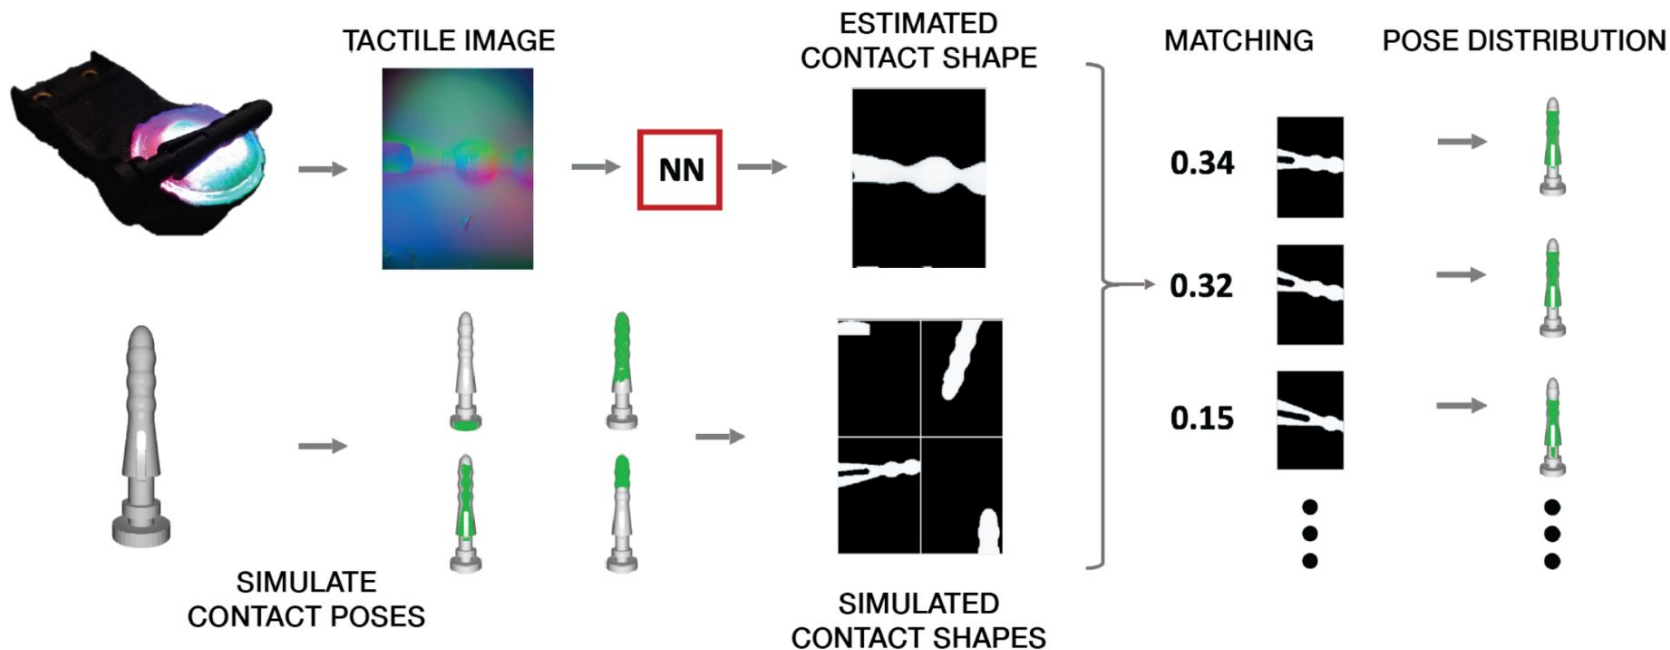 TACTILE IMAGE
ESTIMATED
CONTACT SHAPE
MATCHING
POSE DISTRIBUTION
NN
0.34
0.32
0.15
SIMULATE
CONTACT POSES
SIMULATED
CONTACT SHAPES